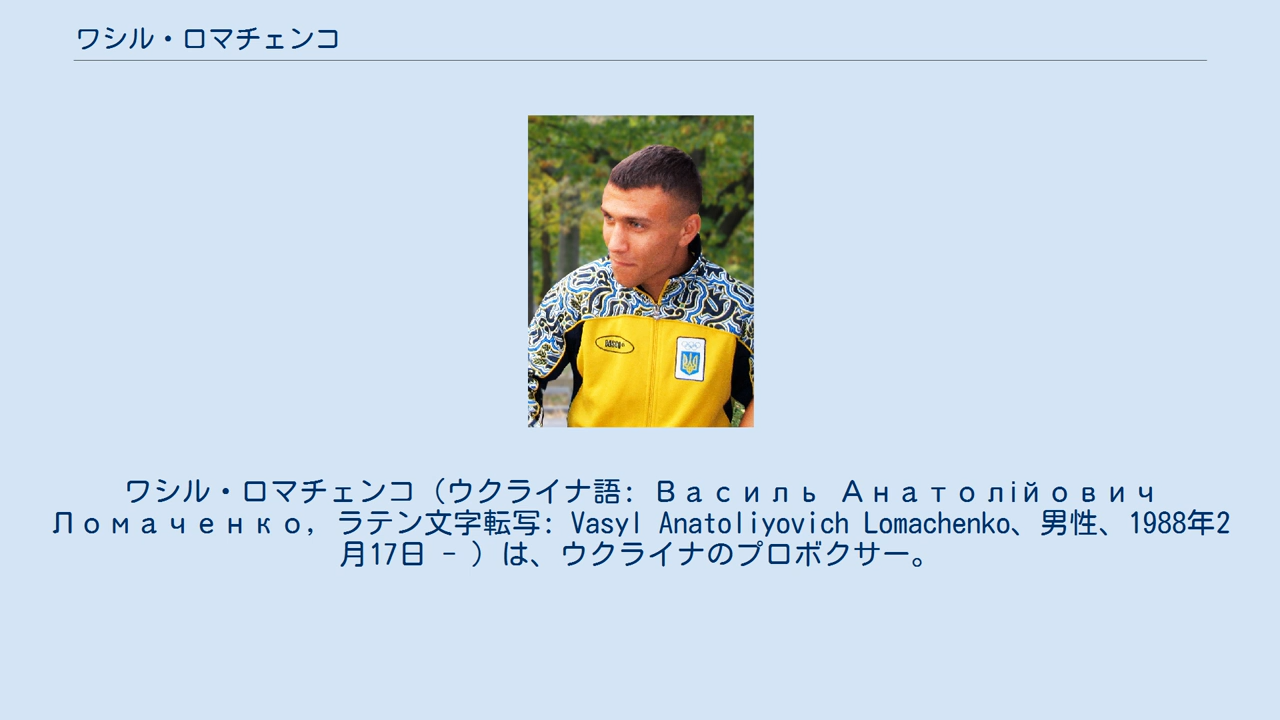 ワシル・ロマチェンコ
ワシル・ロマチェンコ（ウクライナ語: Василь Анатолійович
Ломаченко, ラテン文字転写: Vasyl Anatoliyovich Lomachenko、男性、1988年2
月17日 - ）は、ウクライナのプロボクサー。